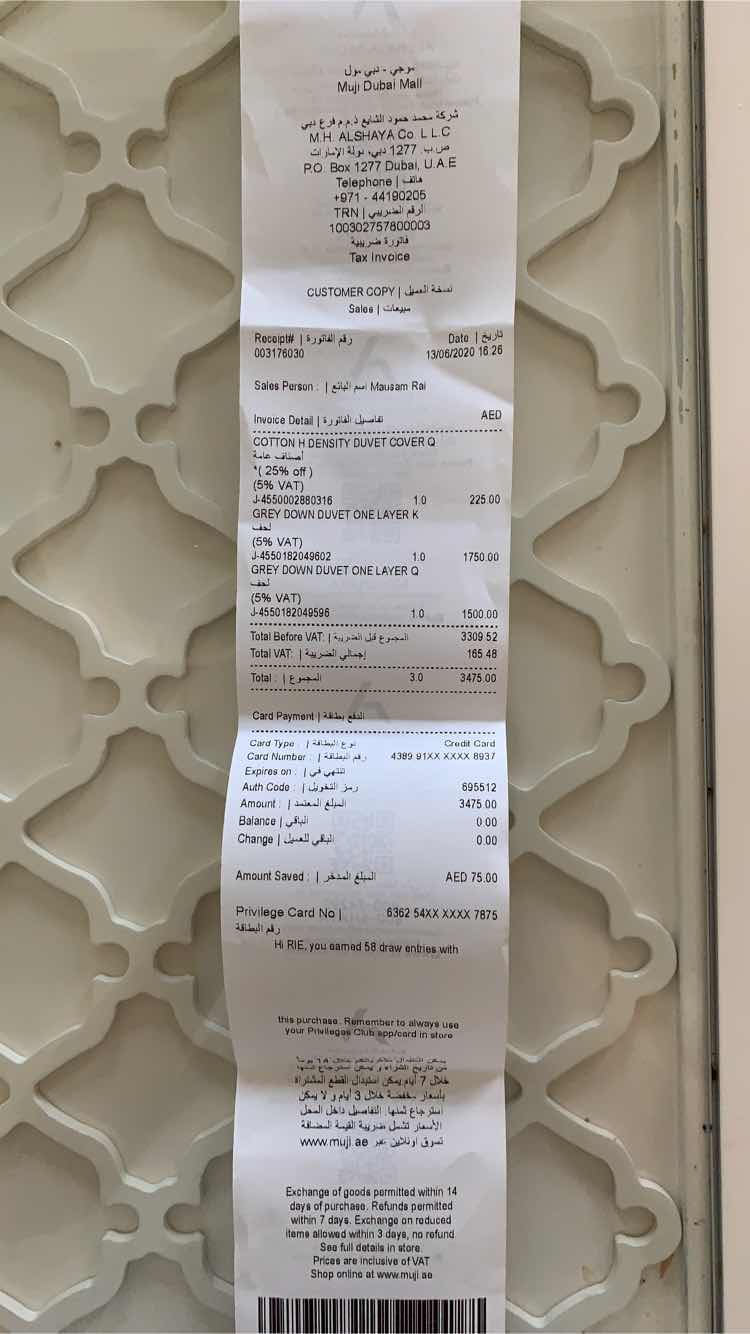 موجي - دبي مول
Muji Dubai Mall
شركة محمد حمود الشايع ذ.م.م فرع دبي
M.H. ALSHAYA Co. L.L.C
ص.ب. 1277 دبي، دولة الإمارات
P.O. Box 1277 Dubai, U.A.E
Telephone | هاتف
+971 - 44190205
TRN | الرقم الضريبي
100302757800003
فاتورة ضريبية
Tax Invoice
CUSTOMER COPY | نسخة العميل
Sales | مبيعات
Receipt# | رقم الفاتورة Date | تاريخ
003176030 13/06/2020 16:26
Sales Person : | اسم البائع Mausam Rai
Invoice Detail | تفاصيل الفاتورة AED
COTTON H DENSITY DUVET COVER Q
أصناف عامة
*( 25% off )
(5% VAT)
J-4550002880316 1.0 225.00
GREY DOWN DUVET ONE LAYER K
لحف
(5% VAT)
J-4550182049602 1.0 1750.00
GREY DOWN DUVET ONE LAYER Q
لحف
(5% VAT)
J-4550182049596 1.0 1500.00
Total Before VAT: | المجموع قبل الضريبة 3309.52
Total VAT: | إجمالي الضريبة 165.48
Total : | المجموع 3.0 3475.00
Card Payment | الدفع بطاقة
Card Type : | نوع البطاقة Credit Card
Card Number : | رقم البطاقة 4389 91XX XXXX 8937
Expires on : | تنتهي في
Auth Code : | رمز التخويل 695512
Amount : | المبلغ المعتمد 3475.00
Balance | الباقي 0.00
Change | الباقي للعميل 0.00
Amount Saved : | المبلغ المدخر AED 75.00
Privilege Card No | 6362 54XX XXXX 7875
رقم البطاقة
Hi RIE, you earned 58 draw entries with
this purchase. Remember to always use
your Privileges Club app/card in store
من تاريخ الشراء و يمكن استرجاع ثمنها
خلال 7 أيام يمكن استبدال القطع المشتراة
بأسعار مخفضة خلال 3 أيام و لا يمكن
استرجاع ثمنها. التفاصيل داخل المحل
الأسعار تشمل ضريبة القيمة المضافة
تسوق اونلاين عبر www.muji.ae
Exchange of goods permitted within 14
days of purchase. Refunds permitted
within 7 days. Exchange on reduced
items allowed within 3 days, no refund
See full details in store.
Prices are inclusive of VAT
Shop online at www.muji.ae